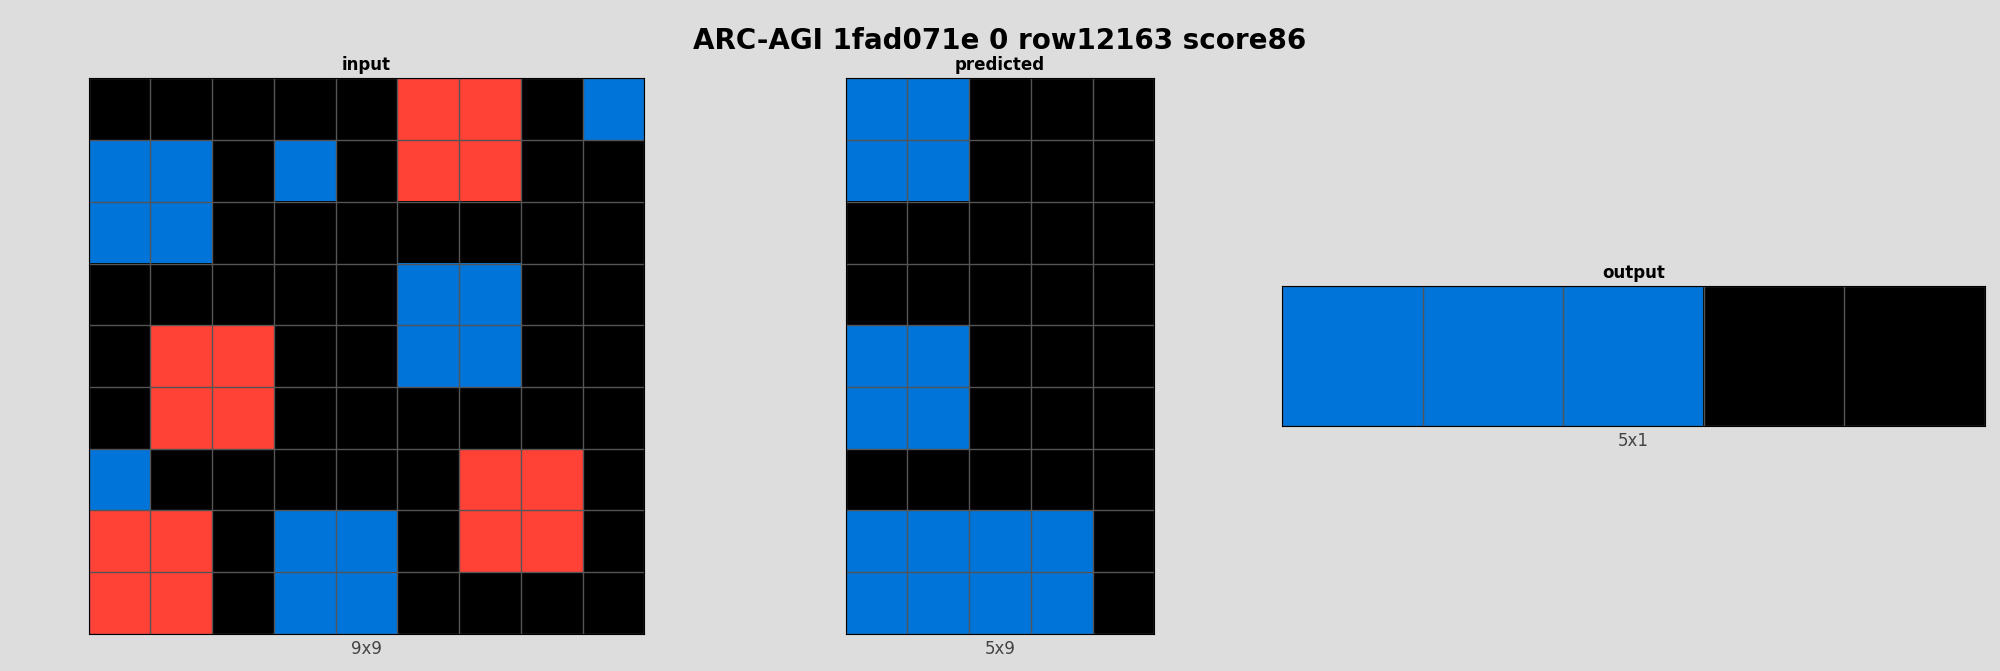 ARC-AGI 1fad071e 0 row12163 score86
input
predicted
output
9x9
5x9
5x1